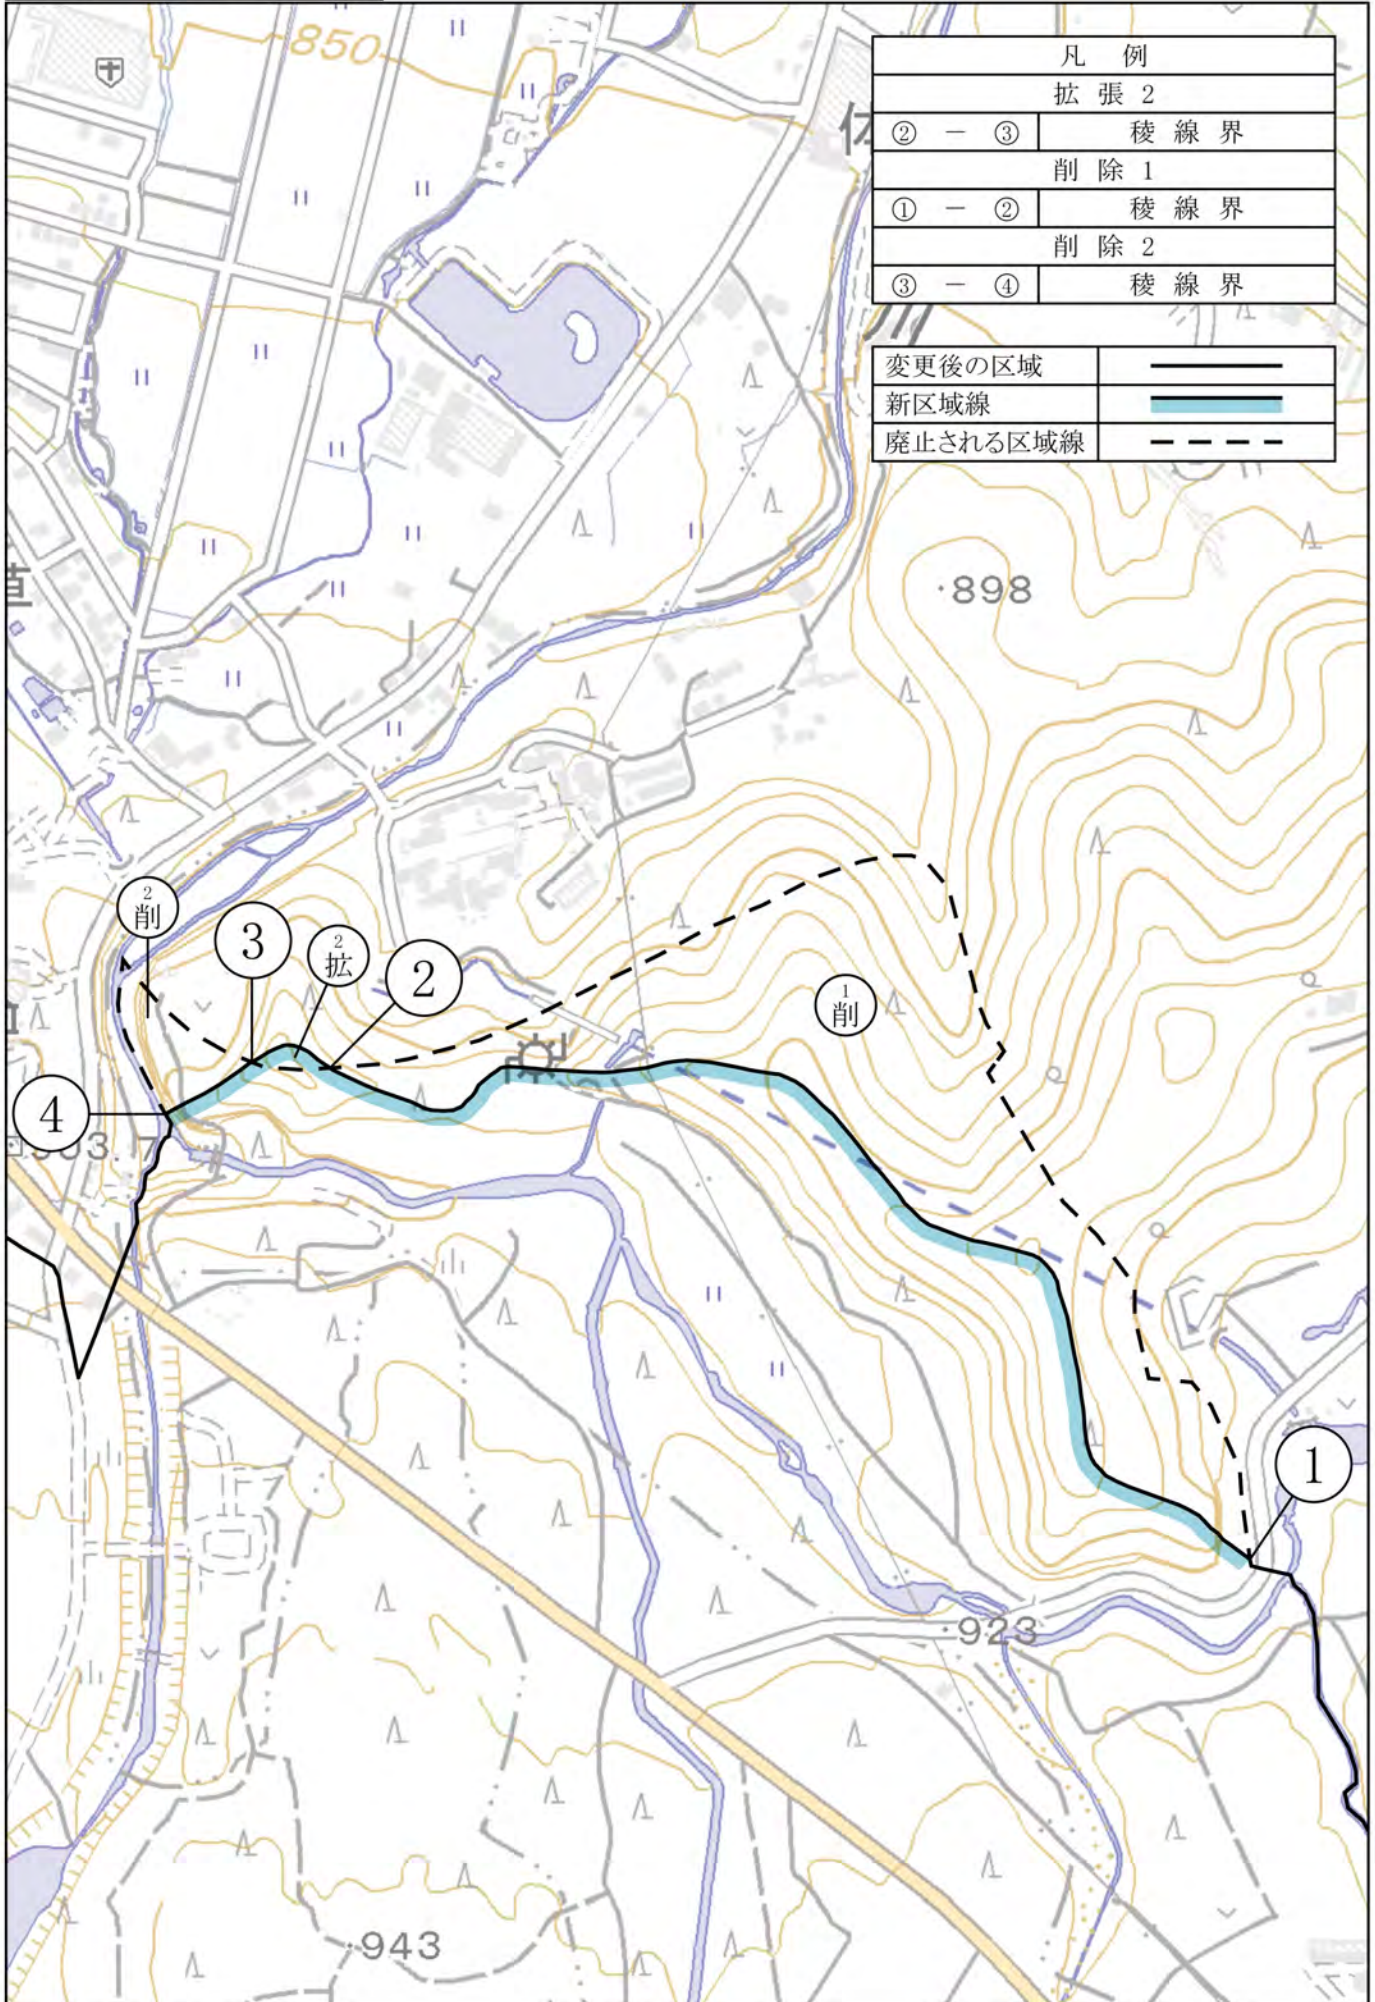 凡 例
拡 張 2
② － ③ 稜 線 界
削 除 1
① － ② 稜 線 界
削 除 2
③ － ④ 稜 線 界
変更後の区域
新区域線
廃止される区域線
850
898
2
削
3
2
拡
2
1
削
4
1
923
943